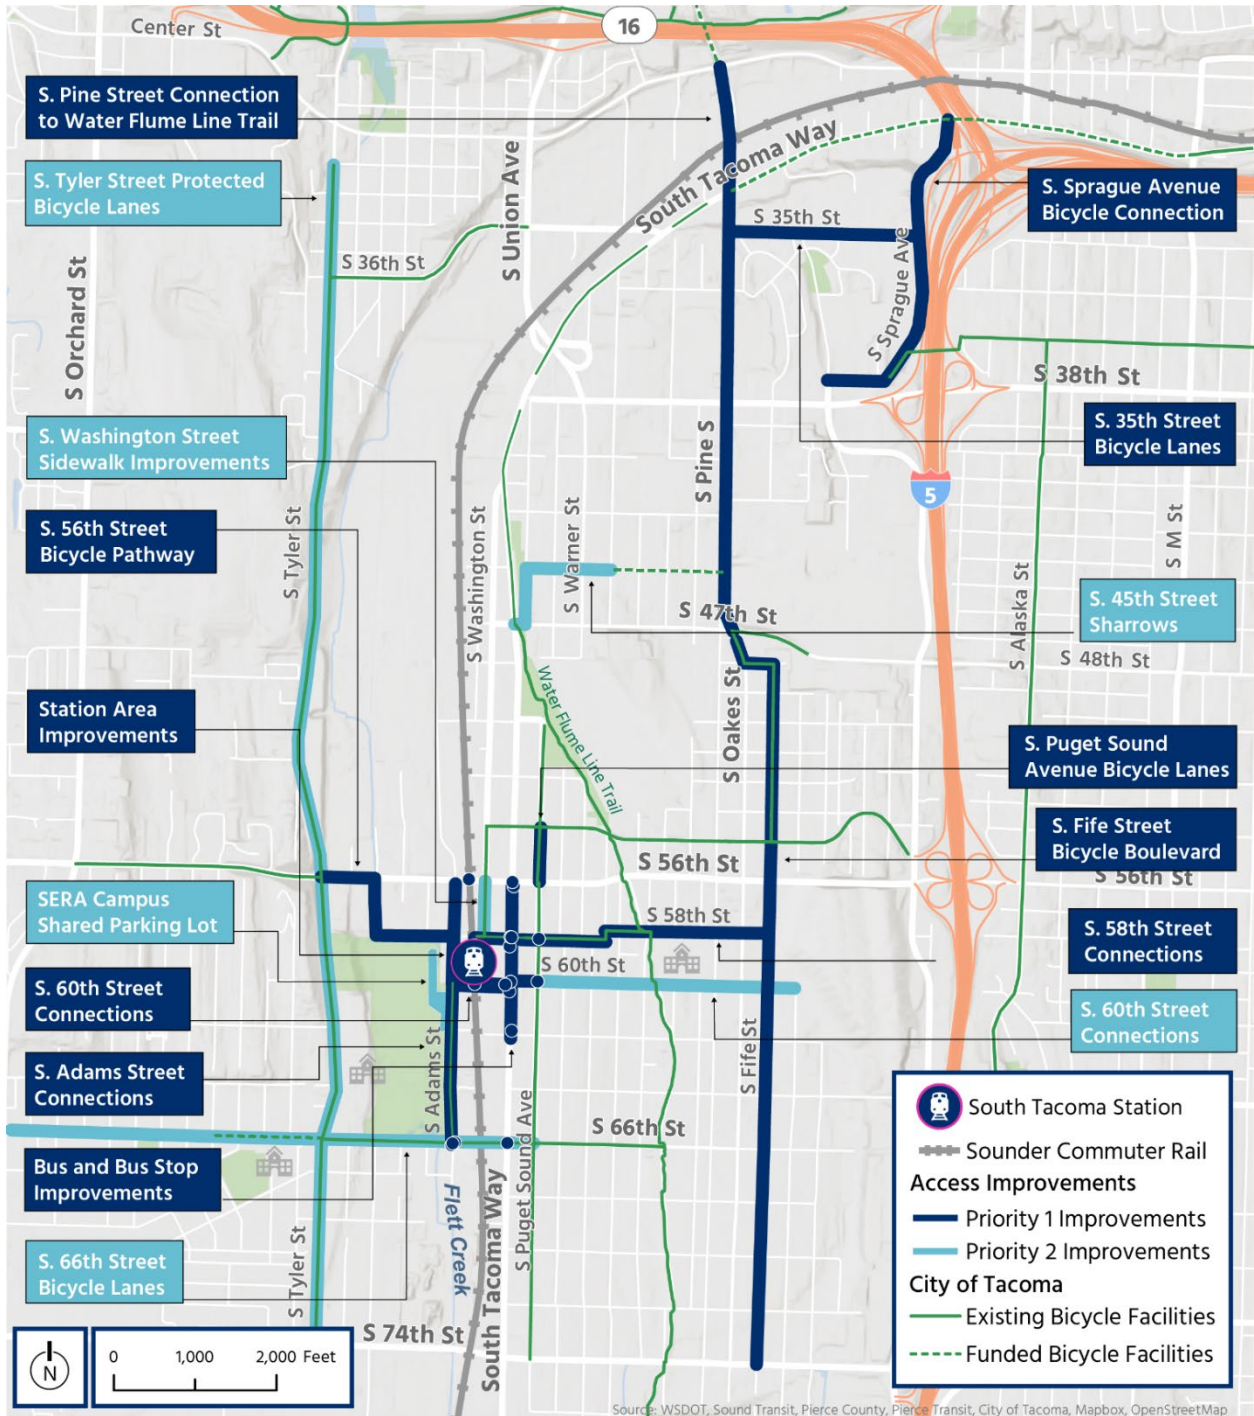 Center St
16
S. Pine Street Connection
to Water Flume Line Trail
S. Tyler Street Protected
Bicycle Lanes
S Union Ave
South Tacoma Way
S. Sprague Avenue
Bicycle Connection
S 35th St
S 36th St
S Orchard St
S Sprague Ave
S 38th St
S. Washington Street
Sidewalk Improvements
S. 35th Street
Bicycle Lanes
S Pine S
5
S. 56th Street
Bicycle Pathway
S Tyler St
S Washington St
S Warner St
S M St
S Alaska St
S. 45th Street
Sharrows
S 47th St
S 48th St
Station Area
Improvements
Water Flume Line Trail
S Oakes St
S. Puget Sound
Avenue Bicycle Lanes
S. Fife Street
Bicycle Boulevard
S 56th St
S 56th St
SERA Campus
Shared Parking Lot
S 58th St
S. 58th Street
Connections
S 60th St
S. 60th Street
Connections
S. 60th Street
Connections
S Adams St
S Fife St
S. Adams Street
Connections
S 66th St
Bus and Bus Stop
Improvements
S Puget Sound Ave
Flett Creek
South Tacoma Way
S Tyler St
S. 66th Street
Bicycle Lanes
S 74th St
N
0 1,000 2,000 Feet
South Tacoma Station
Sounder Commuter Rail
Access Improvements
Priority 1 Improvements
Priority 2 Improvements
City of Tacoma
Existing Bicycle Facilities
Funded Bicycle Facilities
Source: WSDOT, Sound Transit, Pierce County, Pierce Transit, City of Tacoma, Mapbox, OpenStreetMap